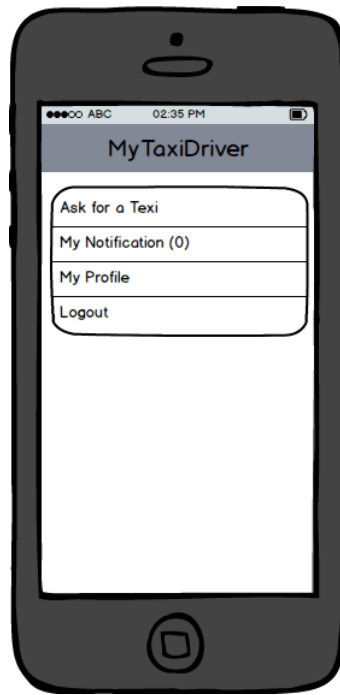 ABC 02:35 PM
MyTaxiDriver
Ask for a Texi
My Notification (0)
My Profile
Logout